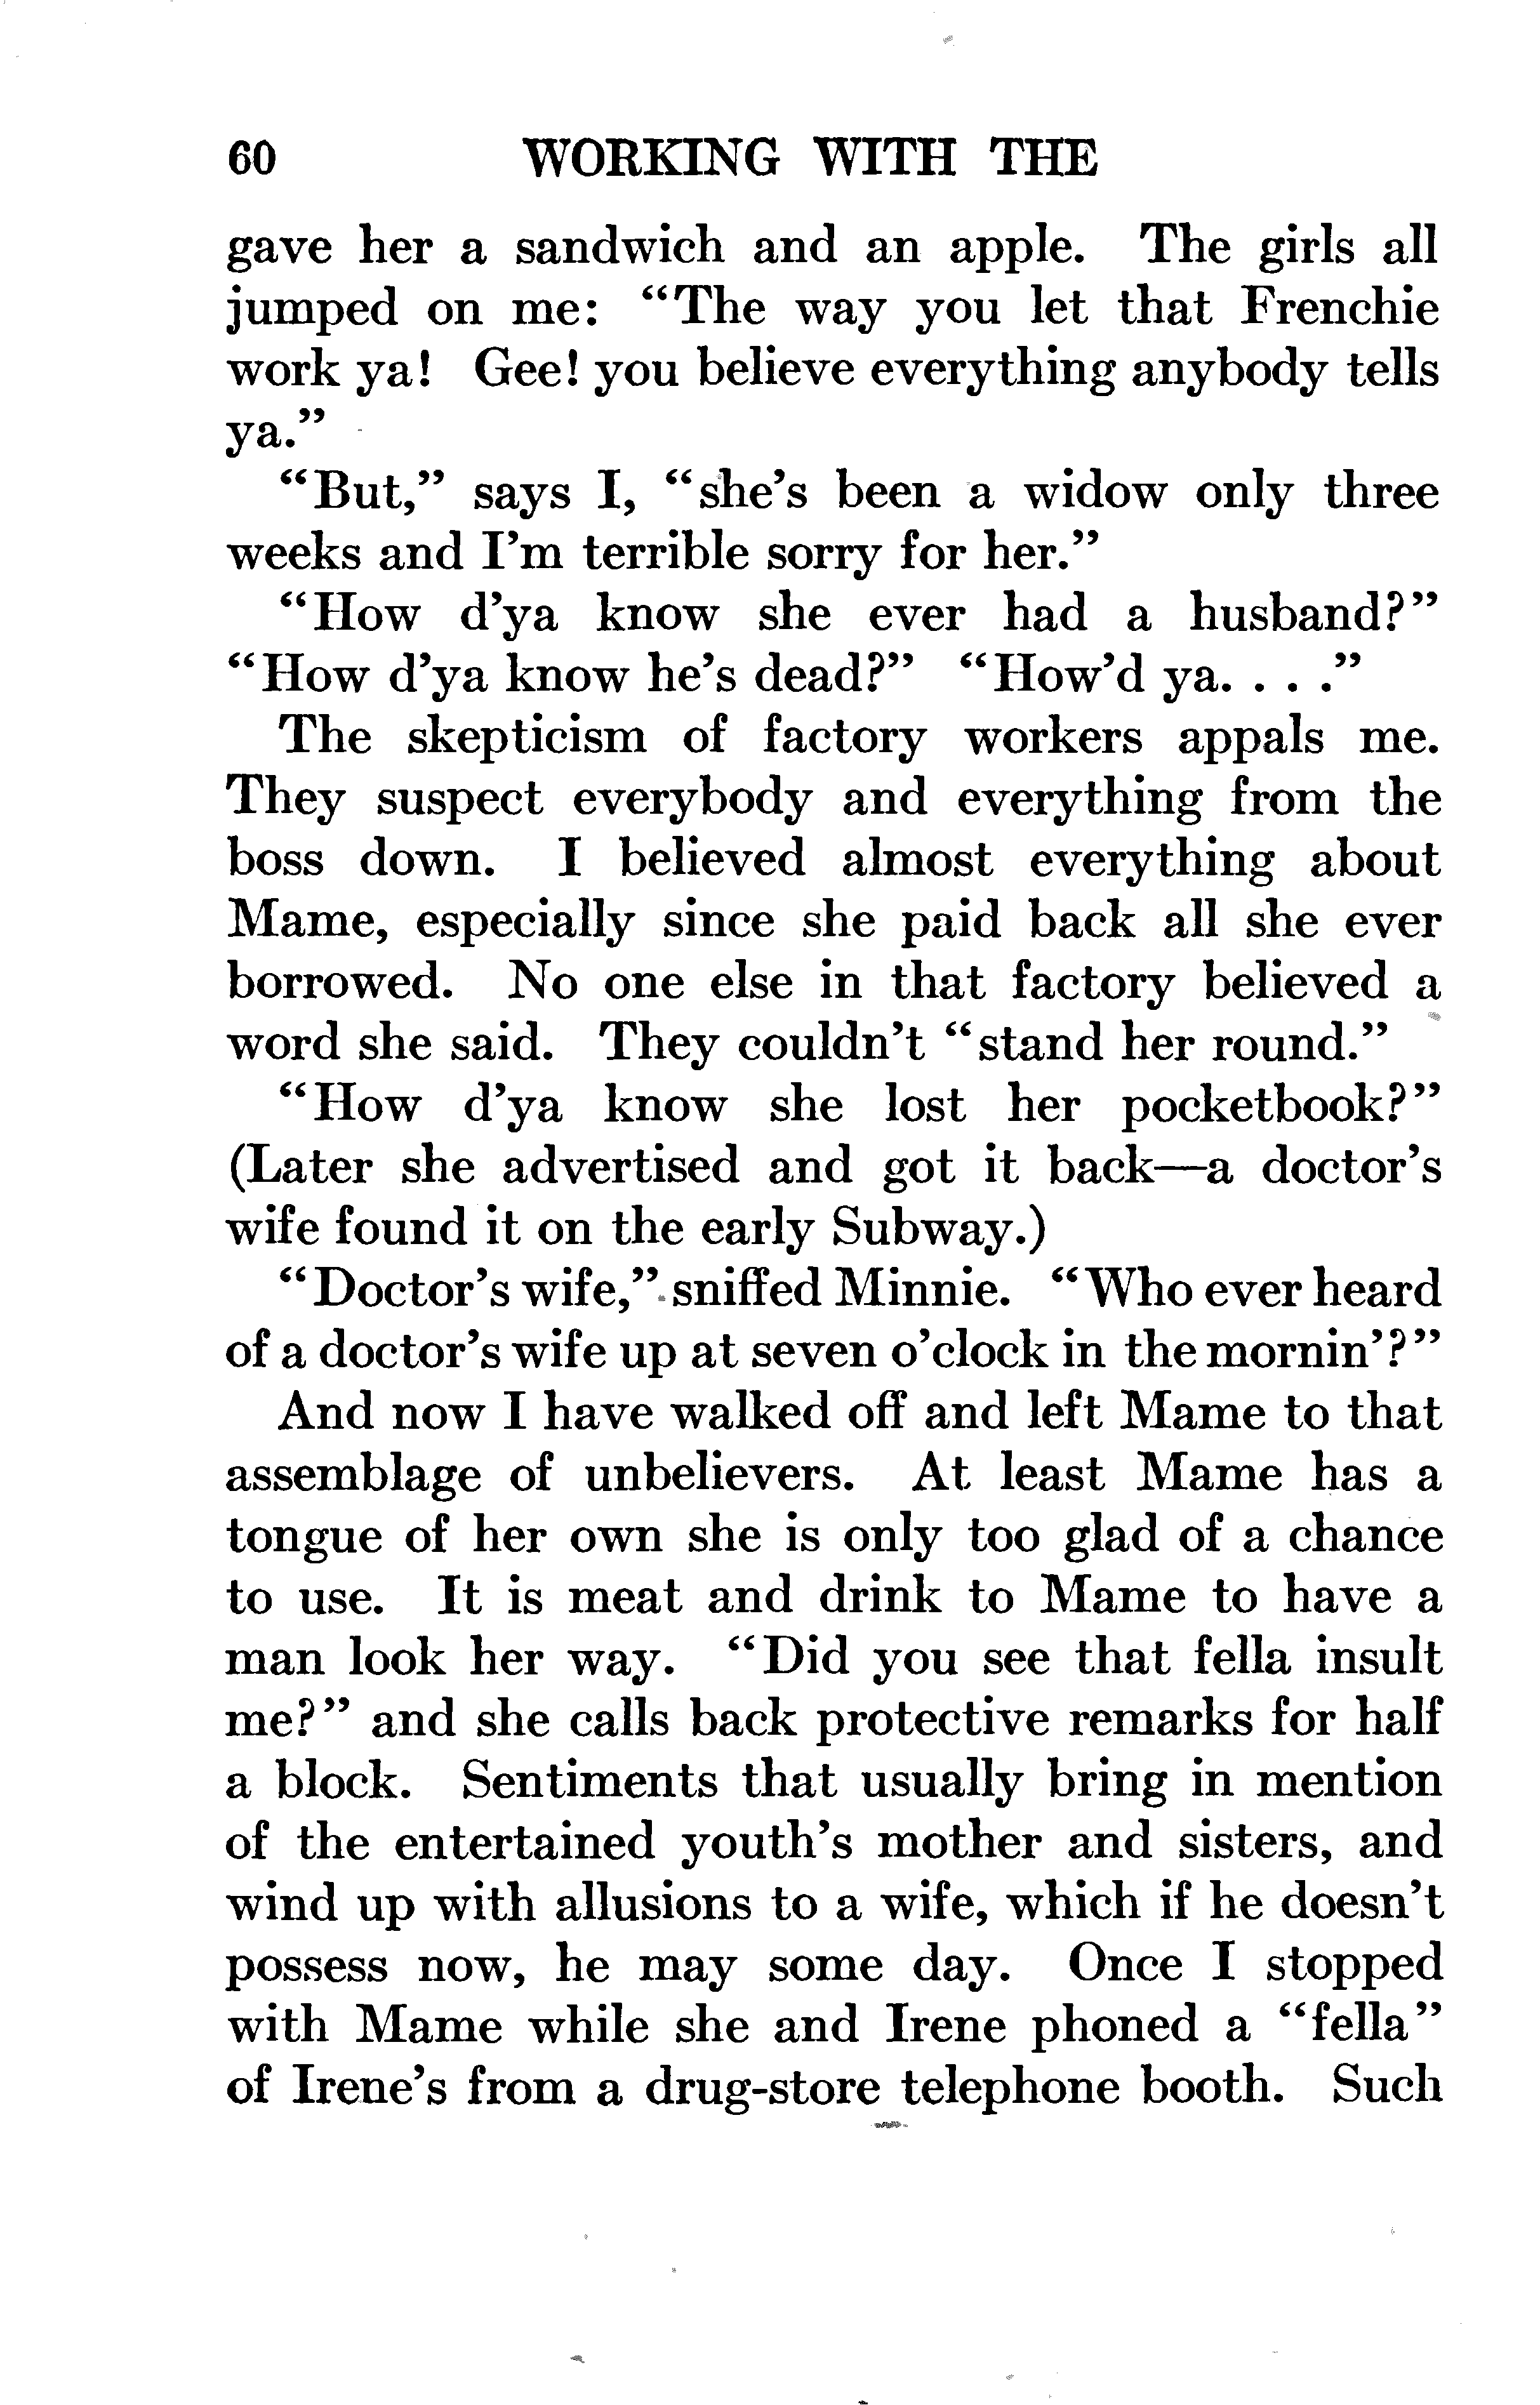 60 WORKING WITH THE
gave her a sandwich and an apple. The girls all
jumped on me: "The way you let that Frenchie
work ya! Gee! you believe everything anybody tells
ya."
"But," says I, "she's been a widow only three
weeks and I'm terrible sorry for her."
"How d'ya know she ever had a husband?"
"How d'ya know he's dead?" "How'd ya. . . ."
The skepticism of factory workers appals me.
They suspect everybody and everything from the
boss down. I believed almost everything about
Mame, especially since she paid back all she ever
borrowed. No one else in that factory believed a
word she said. They couldn't "stand her round."
"How d'ya know she lost her pocketbook?"
(Later she advertised and got it back—a doctor's
wife found it on the early Subway.)
"Doctor's wife," sniffed Minnie. "Who ever heard
of a doctor's wife up at seven o'clock in the mornin'?"
And now I have walked off and left Mame to that
assemblage of unbelievers. At least Mame has a
tongue of her own she is only too glad of a chance
to use. It is meat and drink to Mame to have a
man look her way. "Did you see that fella insult
me?" and she calls back protective remarks for half
a block. Sentiments that usually bring in mention
of the entertained youth's mother and sisters, and
wind up with allusions to a wife, which if he doesn't
possess now, he may some day. Once I stopped
with Mame while she and Irene phoned a "fella"
of Irene's from a drug-store telephone booth. Such